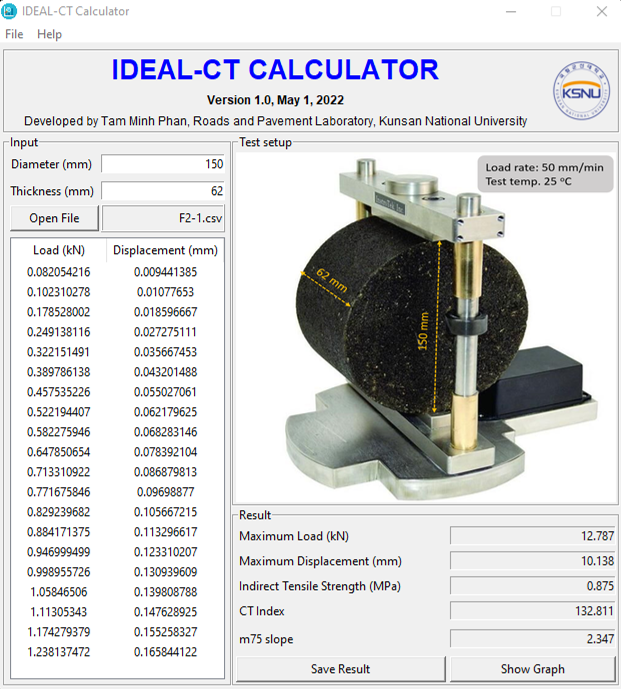 IDEAL-CT Calculator
File Help
IDEAL-CT CALCULATOR
Version 1.0, May 1, 2022
Developed by Tam Minh Phan, Roads and Pavement Laboratory, Kunsan National University
KSNU
Input
Diameter (mm) 150
Thickness (mm) 62
Open File F2-1.csv
Load (kN) Displacement (mm)
0.082054216 0.009441385
0.102310278 0.01077653
0.178528002 0.018596667
0.249138116 0.027275111
0.322151491 0.035667453
0.389786138 0.043201488
0.457535226 0.055027061
0.522194407 0.062179625
0.582275946 0.068283146
0.647850654 0.078392104
0.713310922 0.086879813
0.771675846 0.09698877
0.829239682 0.105667215
0.884171375 0.113296617
0.946999499 0.123310207
0.998955726 0.130939609
1.05846506 0.139808788
1.11305343 0.147628925
1.174279379 0.155258327
1.238137472 0.165844122
Test setup
Load rate: 50 mm/min
Test temp. 25 °C
62 mm
150 mm
Result
Maximum Load (kN) 12.787
Maximum Displacement (mm) 10.138
Indirect Tensile Strength (MPa) 0.875
CT Index 132.811
m75 slope 2.347
Save Result Show Graph